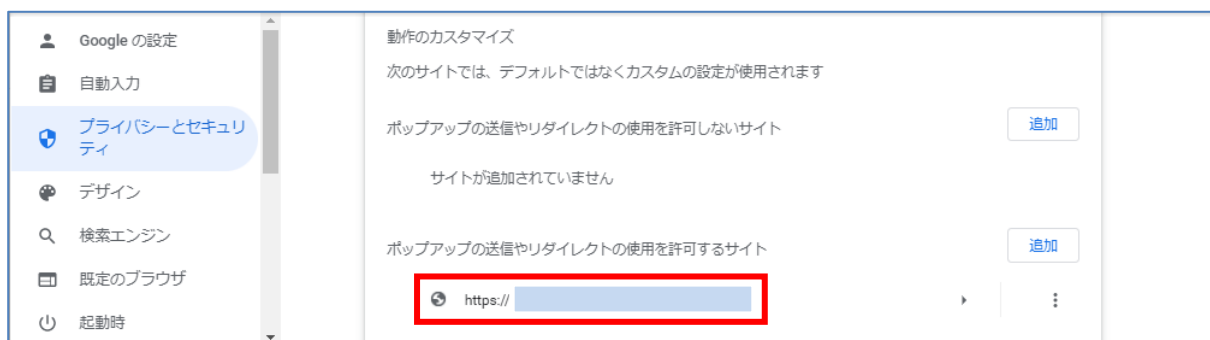 Google の設定
自動入力
プライバシーとセキュリ
ティ
デザイン
検索エンジン
既定のブラウザ
起動時
動作のカスタマイズ
次のサイトでは、デフォルトではなくカスタムの設定が使用されます
ポップアップの送信やリダイレクトの使用を許可しないサイト
追加
サイトが追加されていません
ポップアップの送信やリダイレクトの使用を許可するサイト
追加
https://